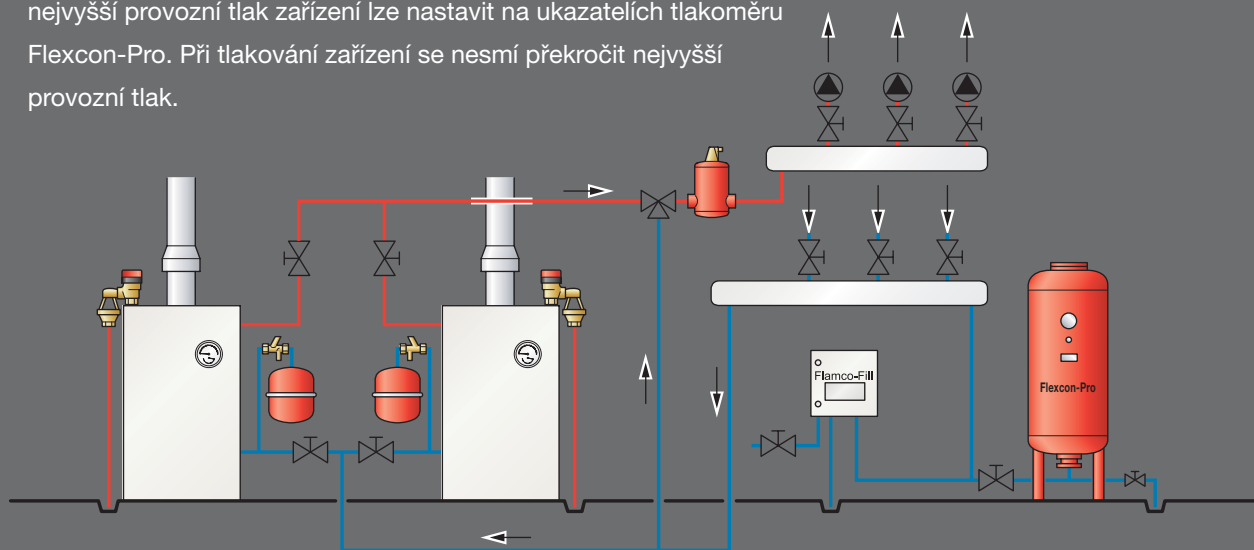 nejvyšší provozní tlak zařízení lze nastavit na ukazatelích tlakoměru
Flexcon-Pro. Při tlakování zařízení se nesmí překročit nejvyšší
provozní tlak.
Flamco-Fill
Flexcon-Pro